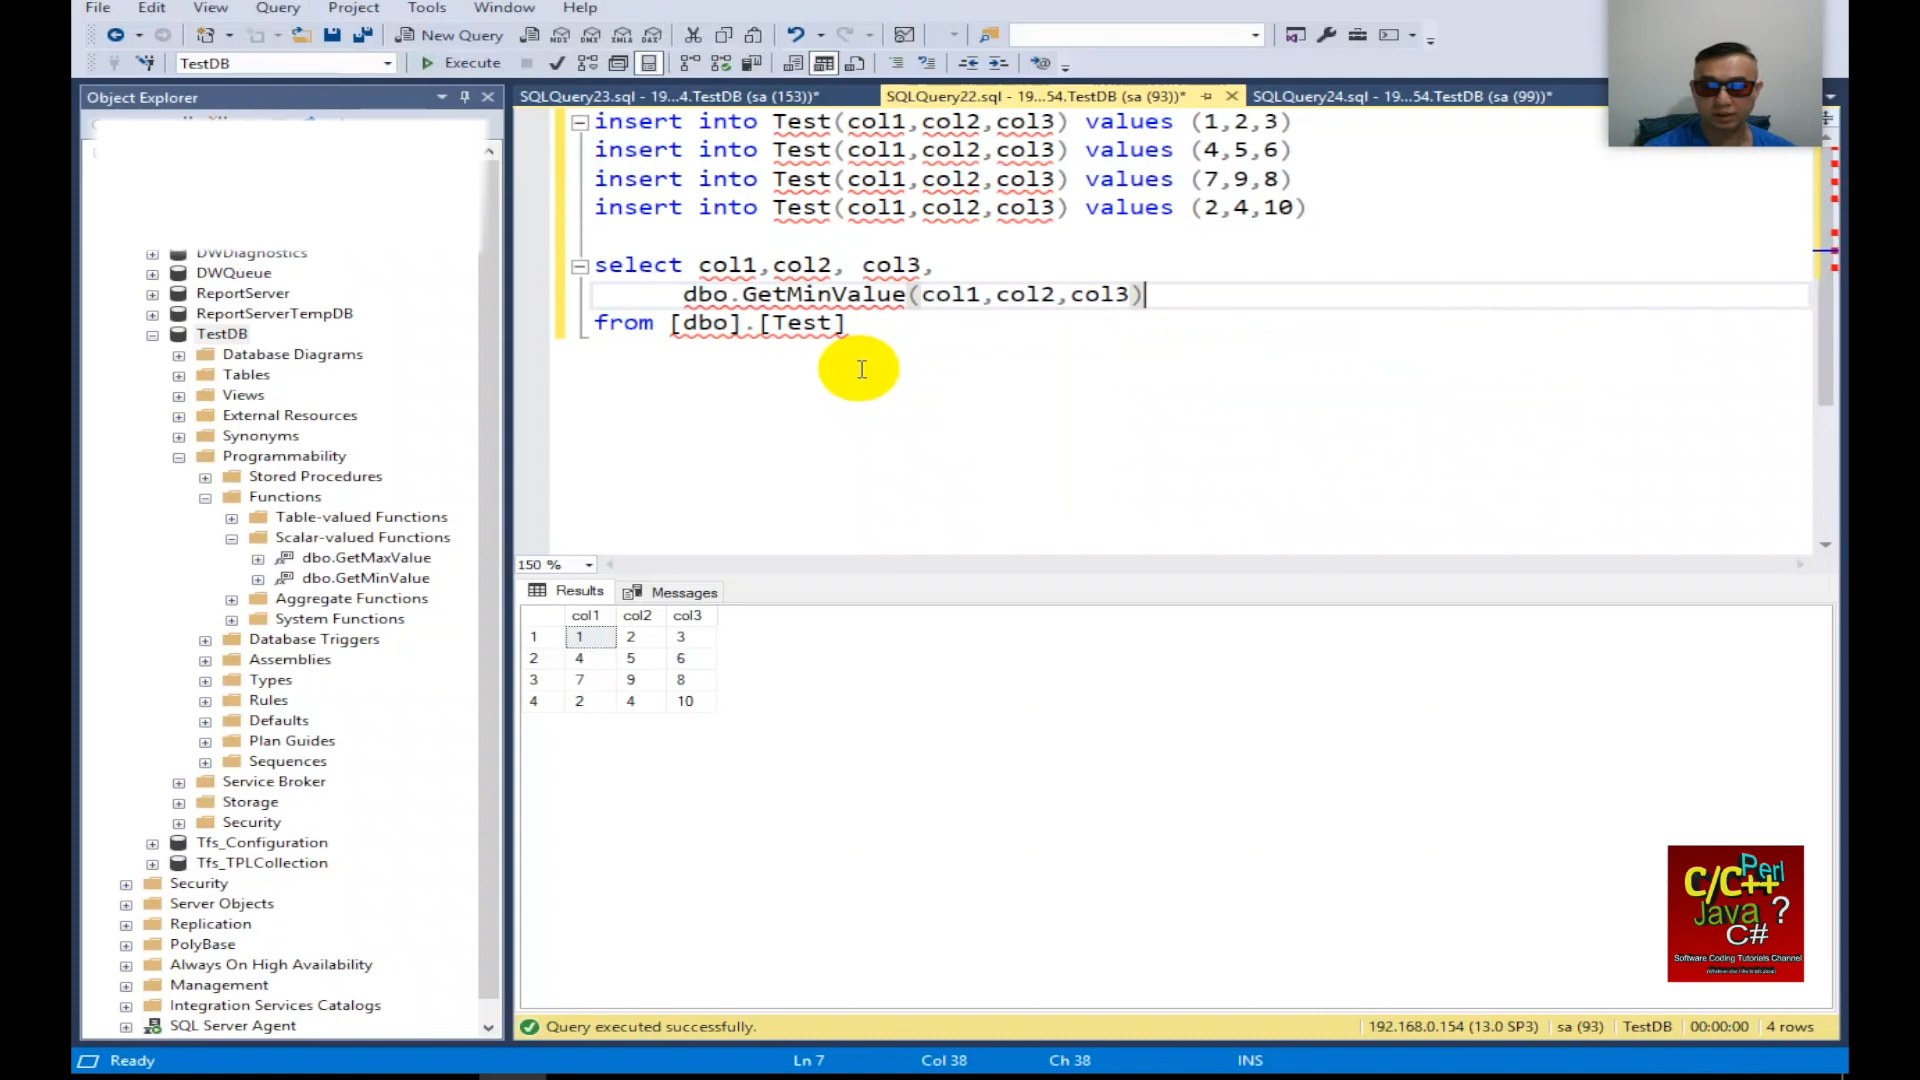 File Edit View Query Project Tools Window Help
New Query
TestDB Execute
Object Explorer
SQLQuery23.sql - 19...4.TestDB (sa (153))* SQLQuery22.sql - 19...54.TestDB (sa (93))* SQLQuery24.sql - 19...54.TestDB (sa (99))*
insert into Test(col1,col2,col3) values (1,2,3)
insert into Test(col1,col2,col3) values (4,5,6)
insert into Test(col1,col2,col3) values (7,9,8)
insert into Test(col1,col2,col3) values (2,4,10)
select col1,col2, col3,
dbo.GetMinValue(col1,col2,col3)
from [dbo].[Test]
DWDiagnostics
DWQueue
ReportServer
ReportServerTempDB
TestDB
Database Diagrams
Tables
Views
External Resources
Synonyms
Programmability
Stored Procedures
Functions
Table-valued Functions
Scalar-valued Functions
dbo.GetMaxValue
dbo.GetMinValue
Aggregate Functions
System Functions
Database Triggers
Assemblies
Types
Rules
Defaults
Plan Guides
Sequences
Service Broker
Storage
Security
Tfs_Configuration
Tfs_TPLCollection
Security
Server Objects
Replication
PolyBase
Always On High Availability
Management
Integration Services Catalogs
SQL Server Agent
150 %
Results Messages
col1 col2 col3
1 1 2 3
2 4 5 6
3 7 9 8
4 2 4 10
Perl
C/C++
Java ?
C#
Software Coding Tutorials Channel
Query executed successfully. 192.168.0.154 (13.0 SP3) sa (93) TestDB 00:00:00 4 rows
Ready Ln 7 Col 38 Ch 38 INS